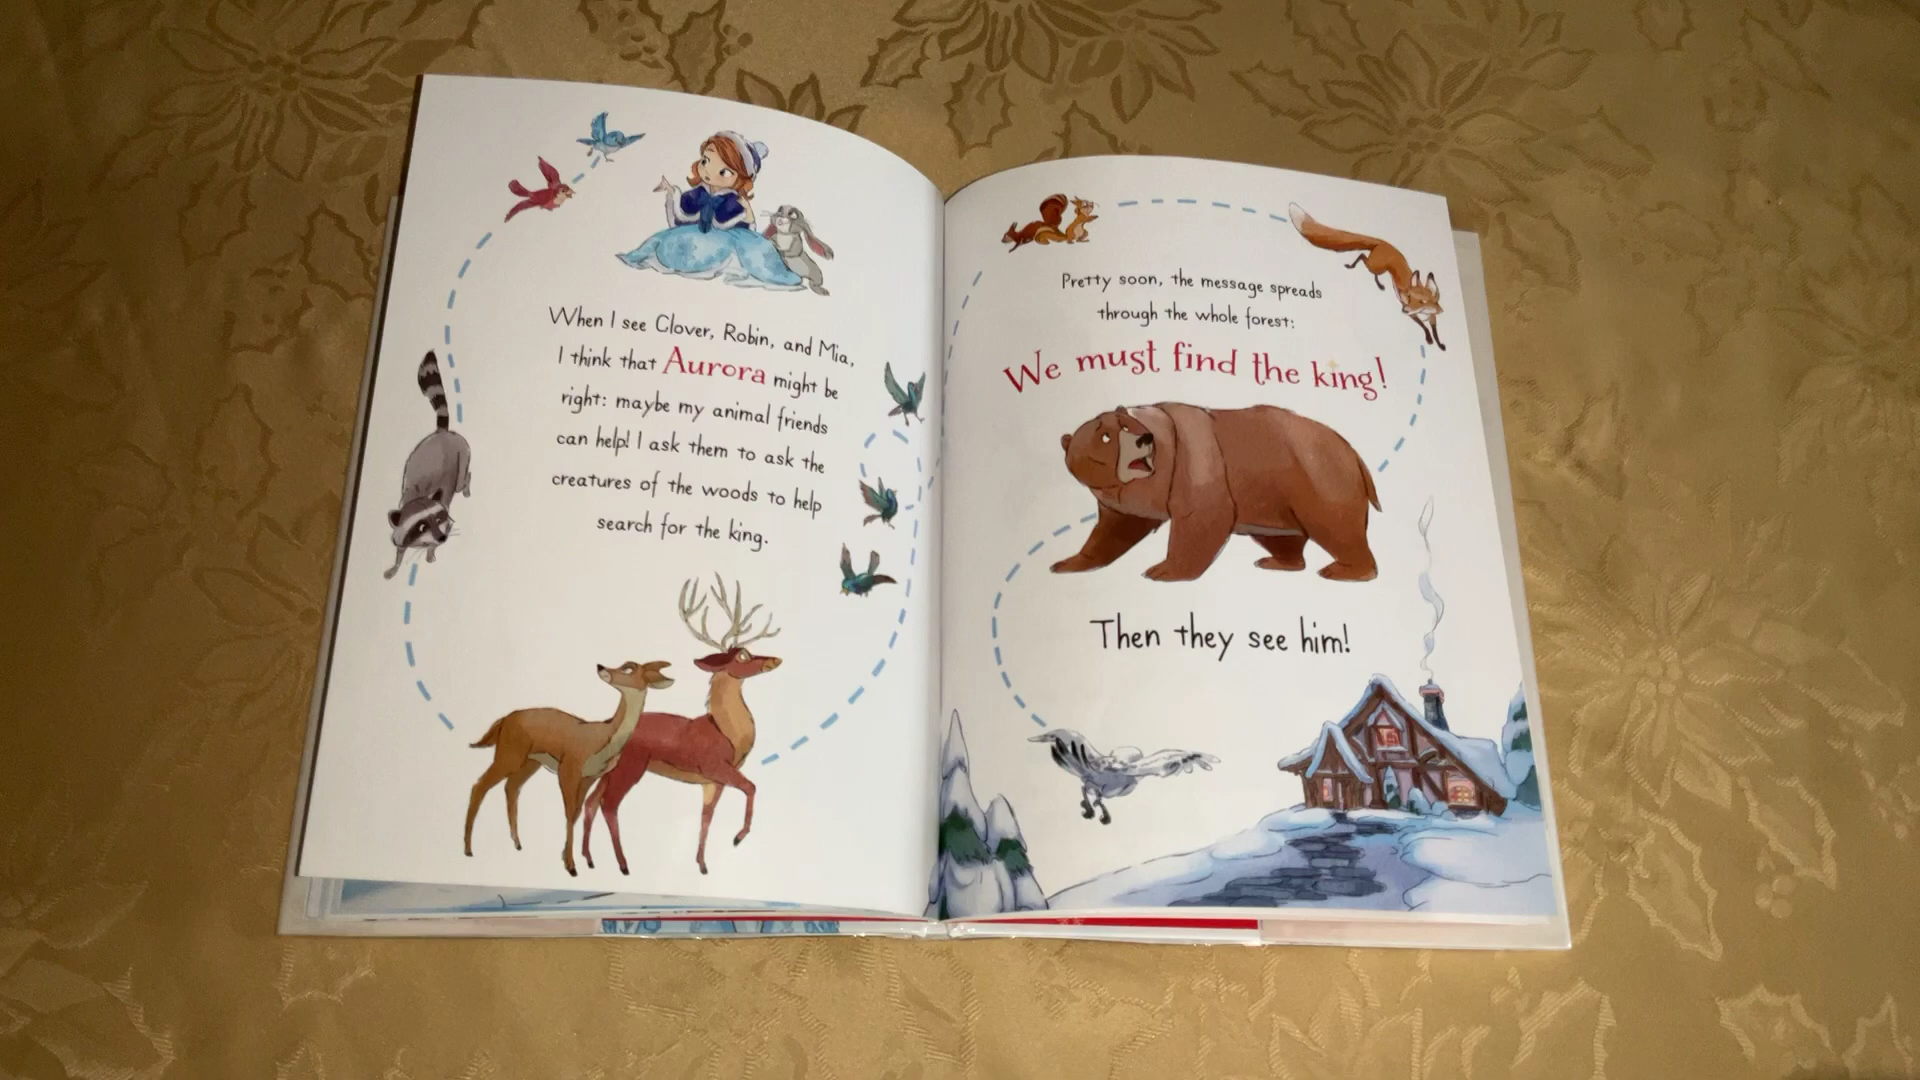 When I see Clover, Robin, and Mia,
I think that Aurora might be
right: maybe my animal friends
can help! I ask them to ask the
creatures of the woods to help
search for the king.
Pretty soon, the message spreads
through the whole forest:
We must find the king!
Then they see him!